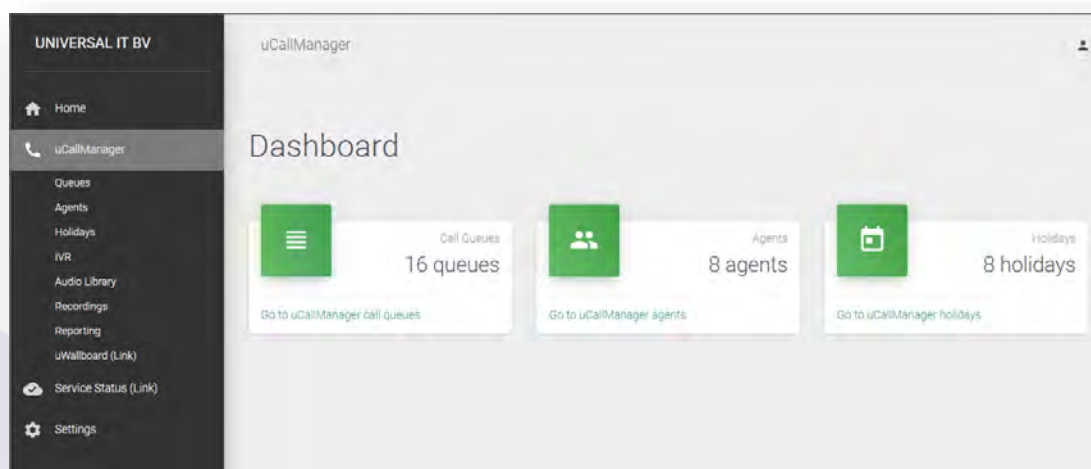 UNIVERSAL IT BV
Home
uCallManager
Queues
Agents
Holidays
IVR
Audio Library
Recordings
Reporting
uWallboard (Link)
Service Status (Link)
Settings
uCallManager
Dashboard
Call Queues
16 queues
Go to uCallManager call queues
Agents
8 agents
Go to uCallManager agents
Holidays
8 holidays
Go to uCallManager holidays